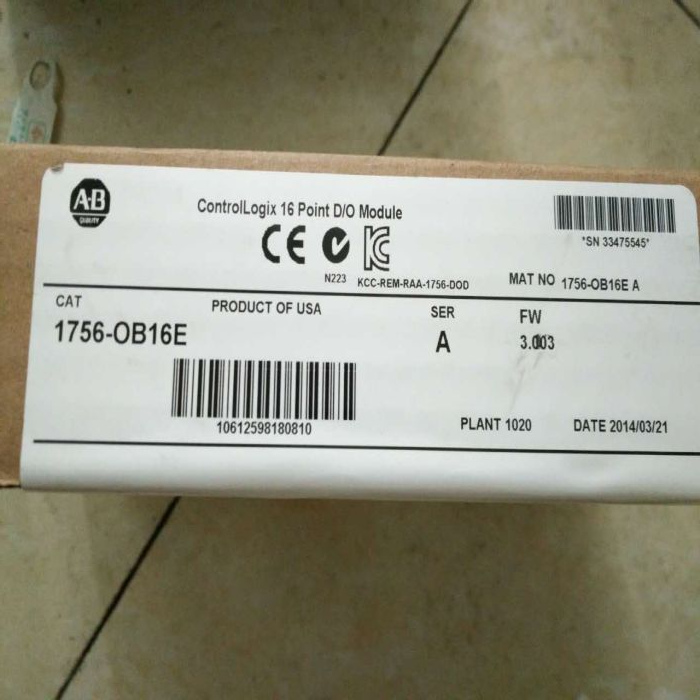 A·B
QUALITY
ControlLogix 16 Point D/O Module
CE
N223
KCC-REM-RAA-1756-DOD
*SN 33475545*
MAT NO 1756-OB16E A
CAT
1756-OB16E
PRODUCT OF USA
SER
A
FW
3.003
10612598180810
PLANT 1020
DATE 2014/03/21